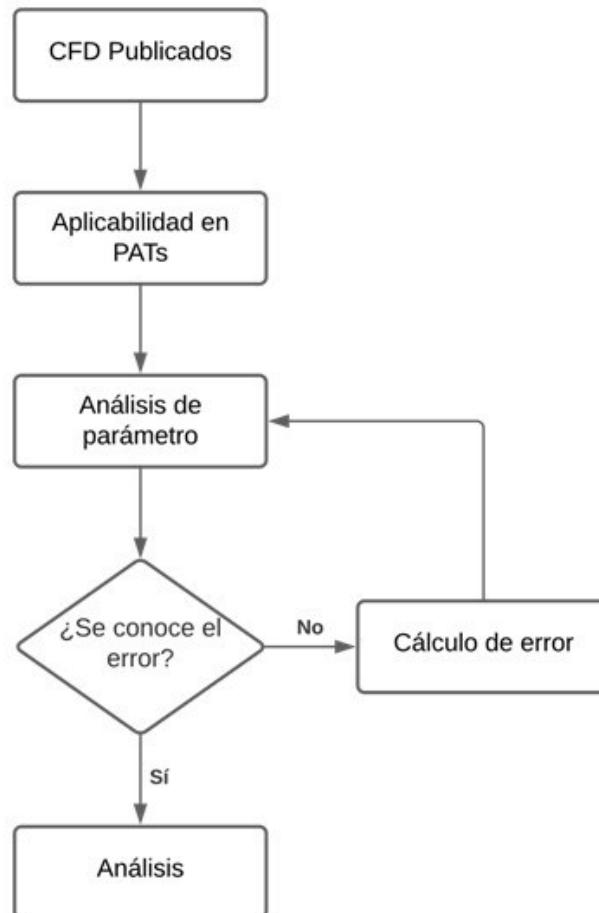 CFD Publicados
Aplicabilidad en
PATs
Análisis de
parámetro
¿Se conoce el
error?
No
Cálculo de error
Sí
Análisis